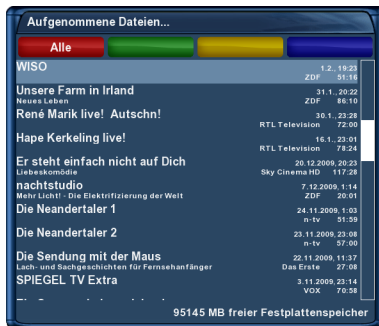 Aufgenommene Dateien...
Alle
WISO 1.2., 19:23
ZDF 51:16
Unsere Farm in Irland 31.1., 20:22
Neues Leben ZDF 86:10
René Marik live! Autschn! 30.1., 23:28
RTL Television 72:00
Hape Kerkeling live! 16.1., 23:01
RTL Television 78:24
Er steht einfach nicht auf Dich 20.12.2009, 20:23
Liebeskomödie Sky Cinema HD 117:28
nachtstudio 7.12.2009, 1:14
Mehr Licht! - Die Elektrifizierung der Welt ZDF 20:01
Die Neandertaler 1 24.11.2009, 1:03
n-tv 51:59
Die Neandertaler 2 23.11.2009, 23:08
n-tv 57:00
Die Sendung mit der Maus 22.11.2009, 11:37
Lach- und Sachgeschichten für Fernsehanfänger Das Erste 27:08
SPIEGEL TV Extra 3.11.2009, 23:14
VOX 70:58
95145 MB freier Festplattenspeicher